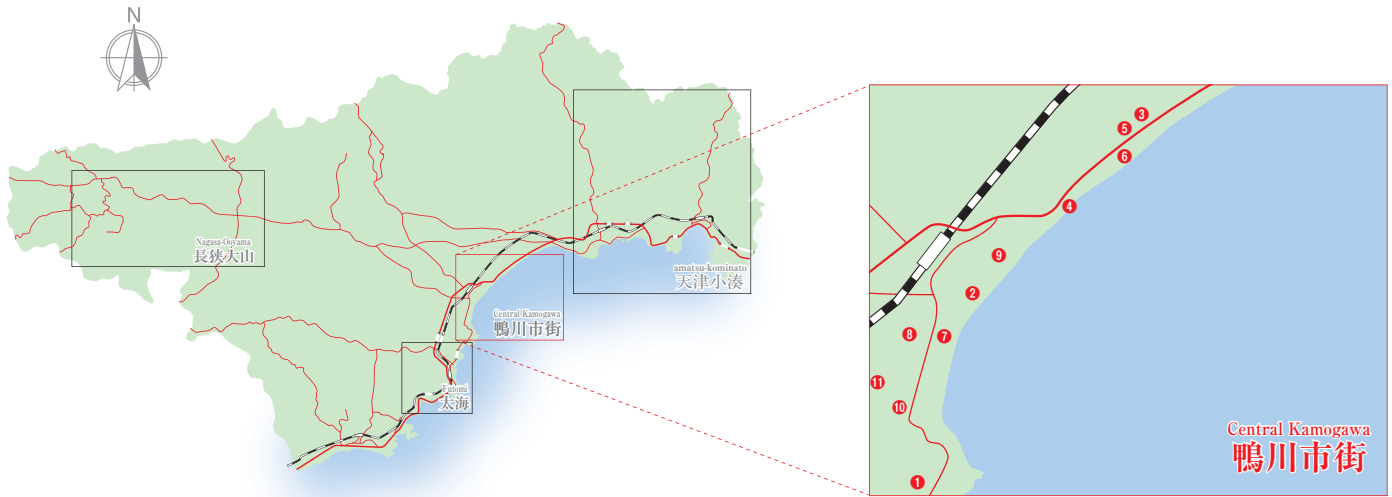 N
Nagasa-Ooyama
長狭大山
amatsu-kominato
天津小湊
Central Kamogawa
鴨川市街
Futomi
太海
3
5
6
4
9
2
7
8
11
10
1
Central Kamogawa
鴨川市街